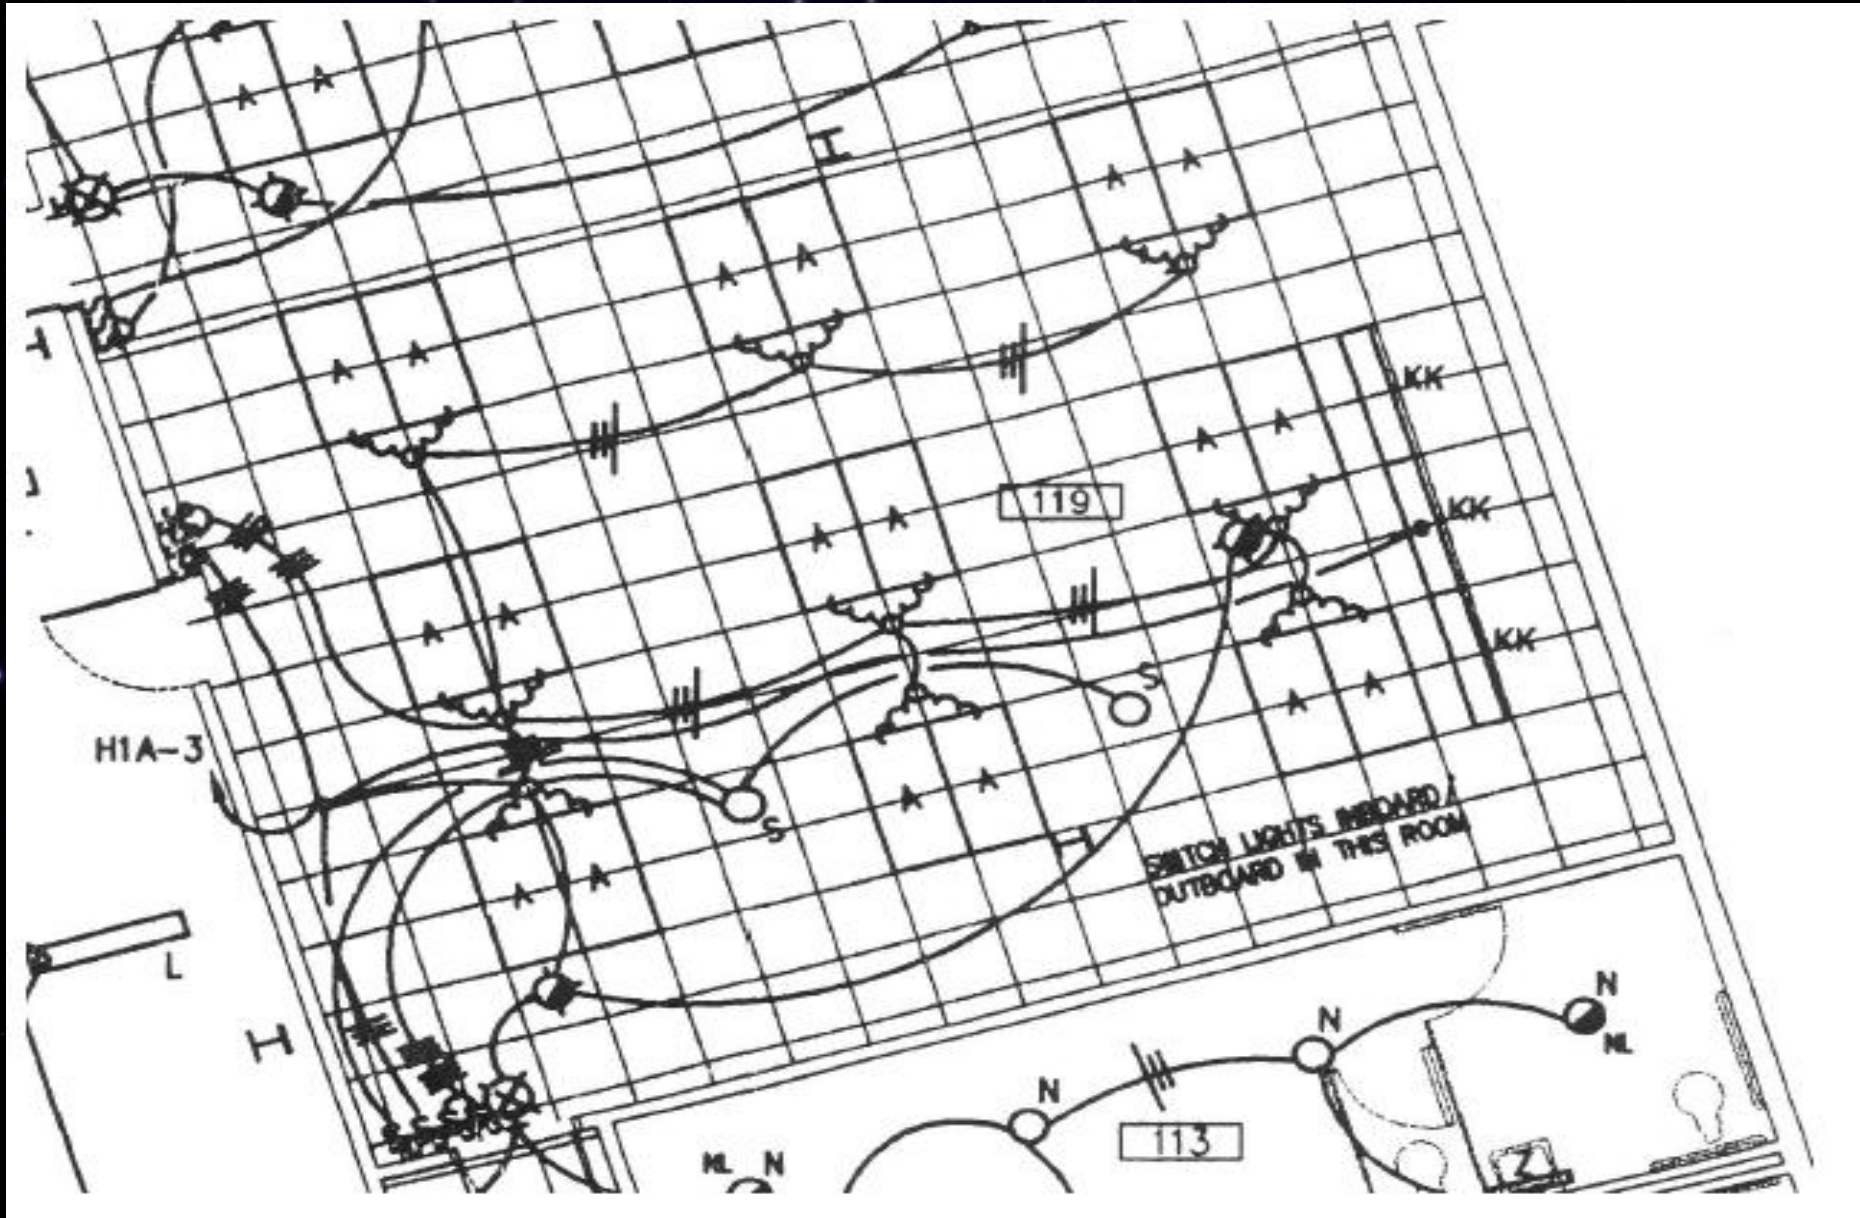 A A
A A
A A
A A
KK
A A
119
KK
A A
A A
KK
S
A A
H1A-3
A A
S
SWITCH LIGHTS INBOARD/
OUTBOARD IN THIS ROOM
A A
L
N
NL
N
N
113
NL N
Z